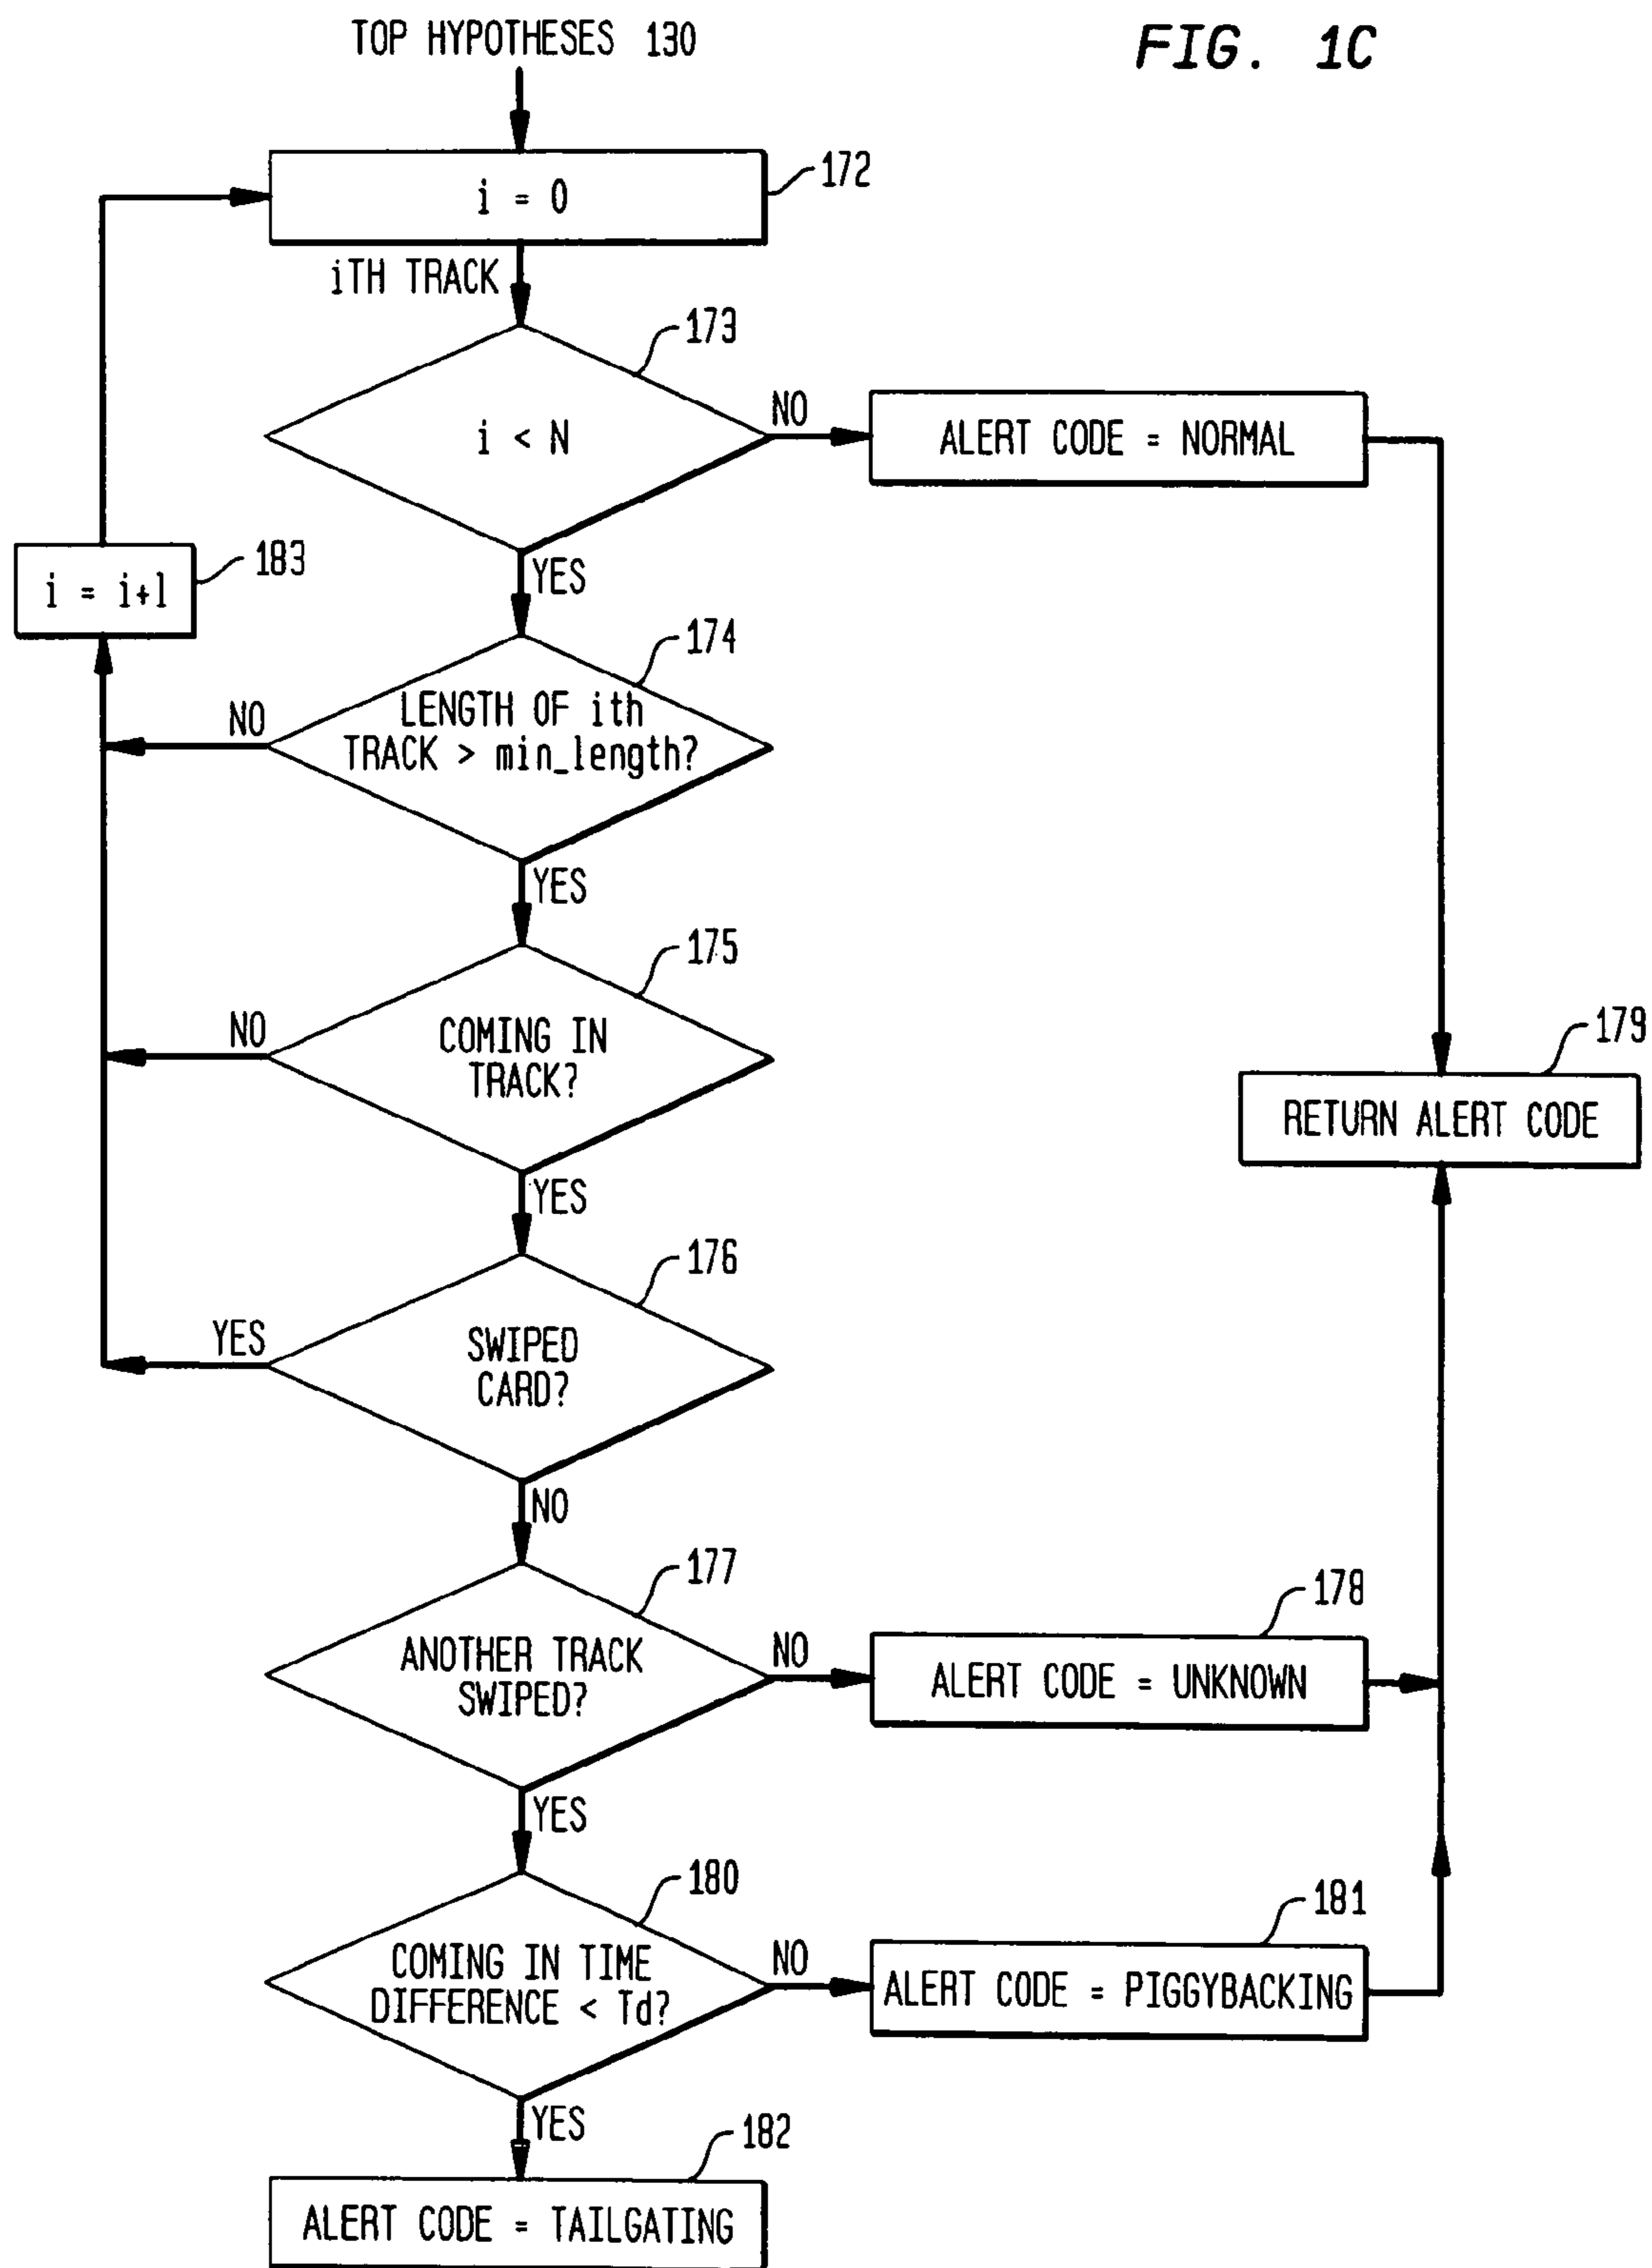 FIG. 1C
TOP HYPOTHESES 130
i = 0
172
iTH TRACK
173
i < N
NO
ALERT CODE = NORMAL
YES
i = i+1
183
174
LENGTH OF ith
TRACK > min_length?
NO
YES
175
COMING IN
TRACK?
NO
YES
179
RETURN ALERT CODE
176
SWIPED
CARD?
YES
NO
177
ANOTHER TRACK
SWIPED?
NO
178
ALERT CODE = UNKNOWN
YES
180
COMING IN TIME
DIFFERENCE < Td?
NO
181
ALERT CODE = PIGGYBACKING
YES
182
ALERT CODE = TAILGATING